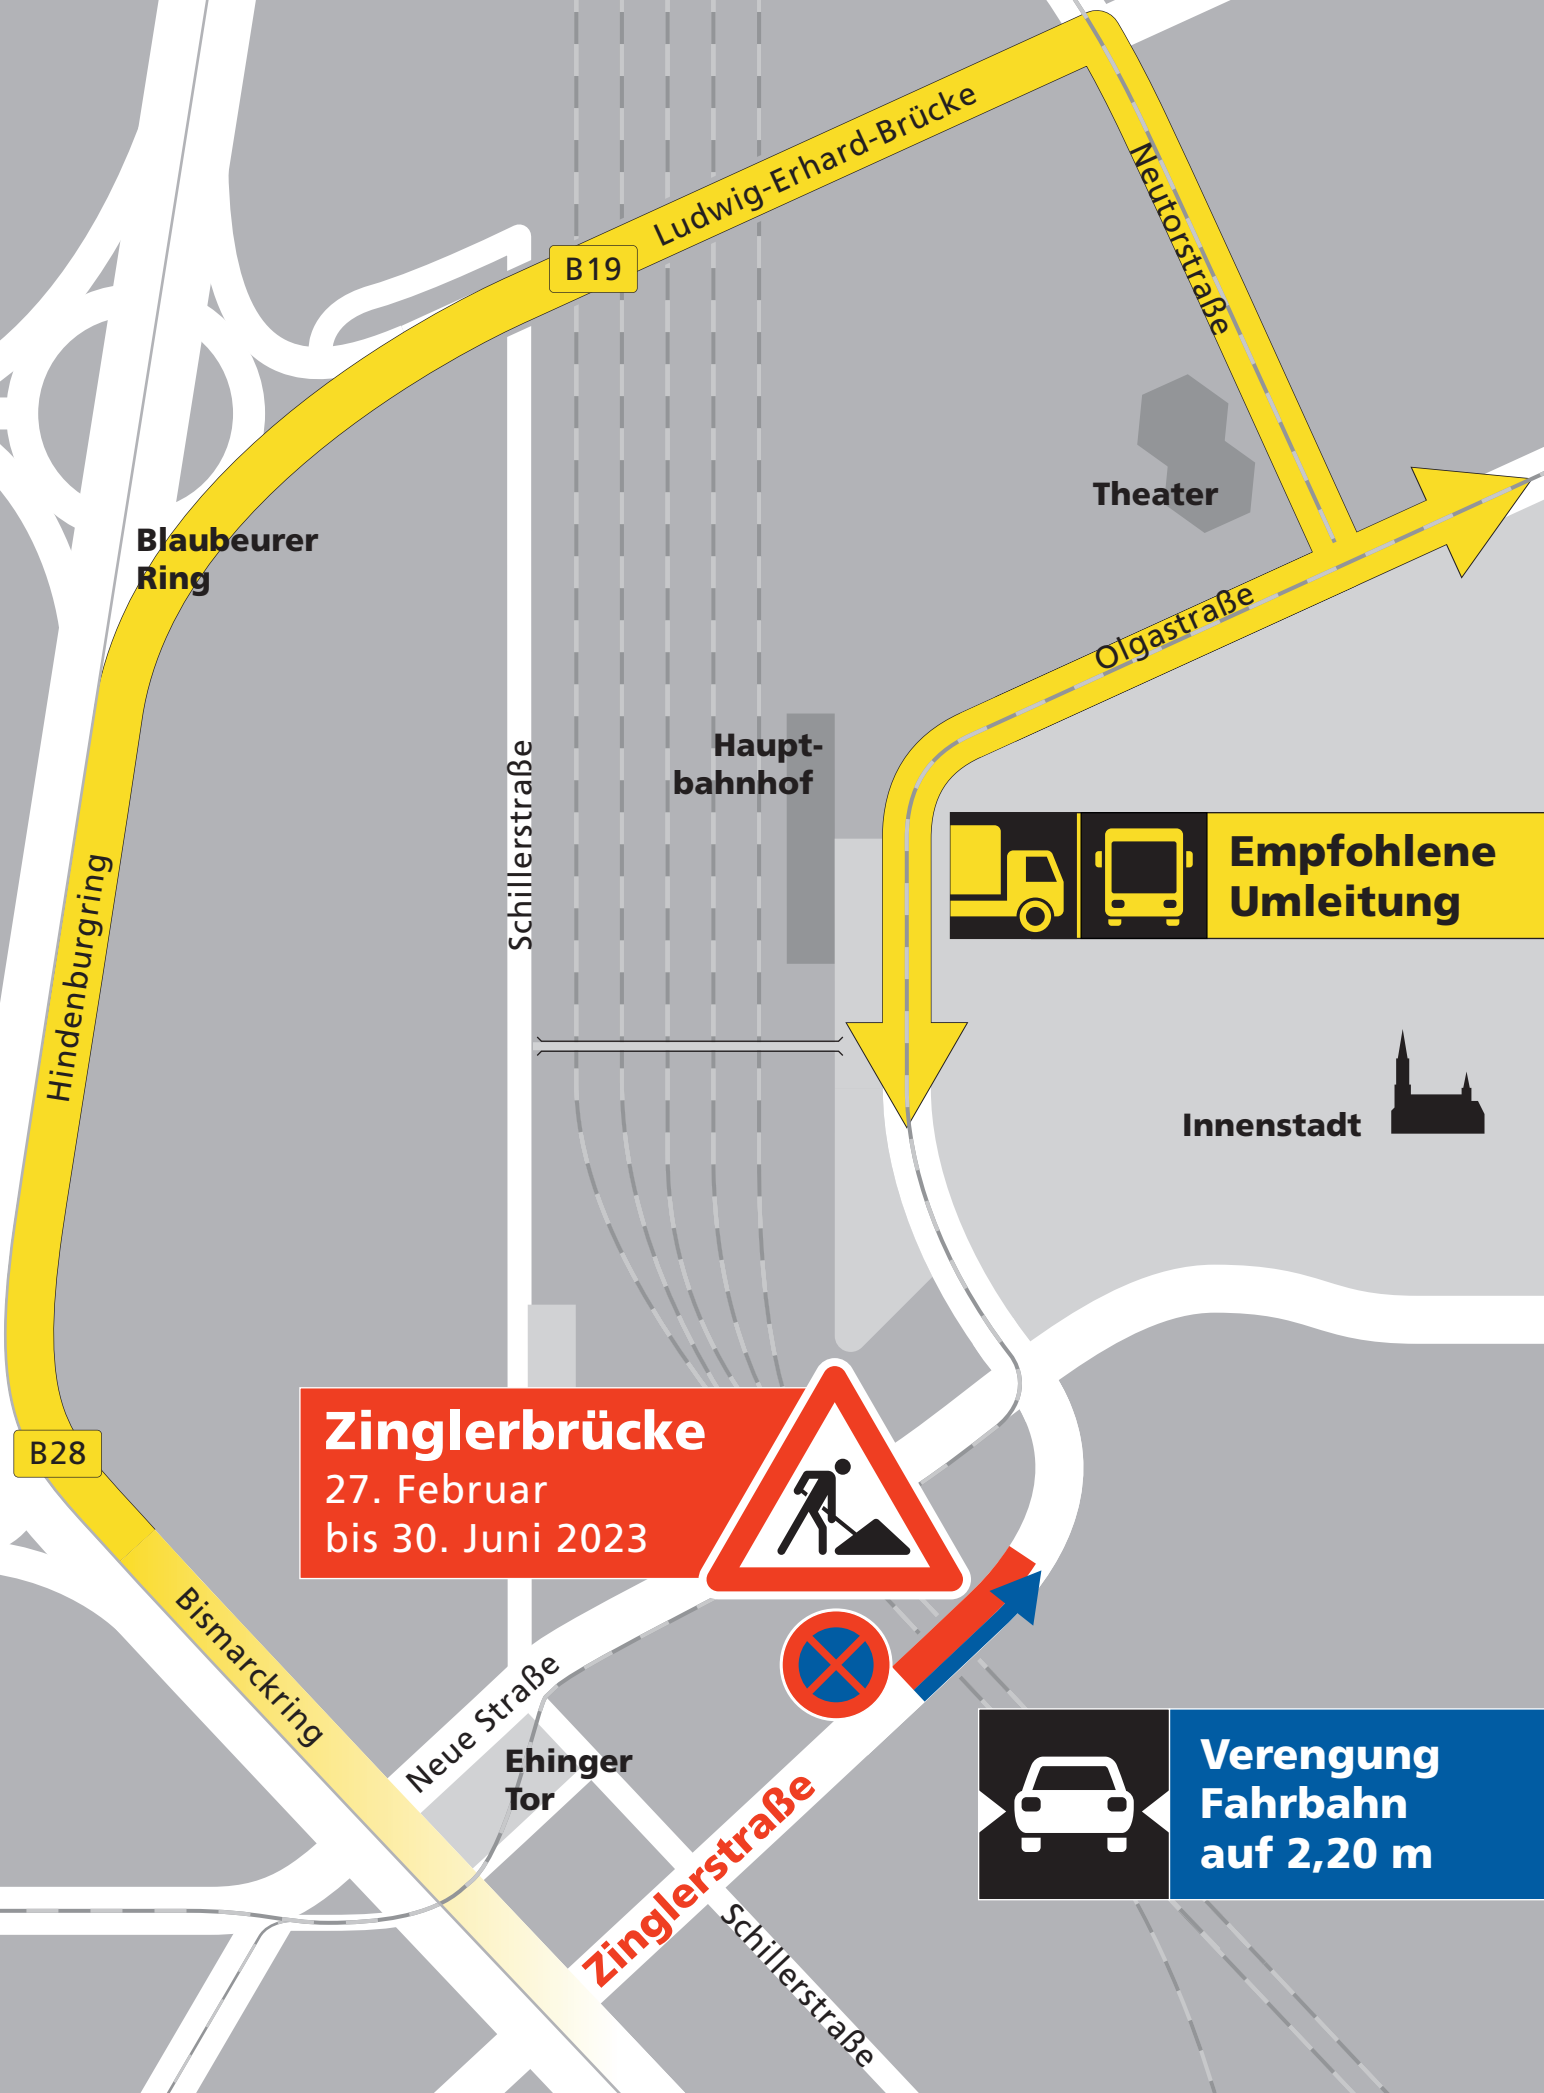 Ludwig-Erhard-Brücke
Neutorstraße
B19
Theater
Blaubeurer
Ring
Olgastraße
Haupt-
bahnhof
Schillerstraße
Empfohlene
Umleitung
Hindenburgring
Innenstadt
B28
Zinglerbrücke
27. Februar
bis 30. Juni 2023
Bismarckring
Neue Straße
Ehinger
Tor
Verengung
Fahrbahn
auf 2,20 m
Zinglerstraße
Schillerstraße